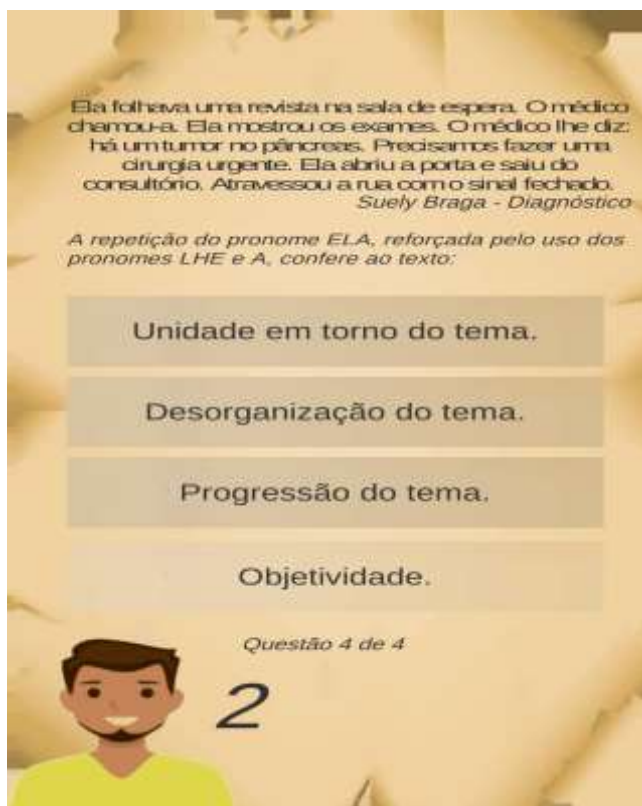 Ela folhava uma revista na sala de espera. O médico
chamou-a. Ela mostrou os exames. O médico lhe diz:
há um tumor no pâncreas. Precisamos fazer uma
cirurgia urgente. Ela abriu a porta e saiu do
consultório. Atravessou a rua com o sinal fechado.
Suely Braga - Diagnóstico
A repetição do pronome ELA, reforçada pelo uso dos
pronomes LHE e A, confere ao texto:
Unidade em torno do tema.
Desorganização do tema.
Progressão do tema.
Objetividade.
Questão 4 de 4
2